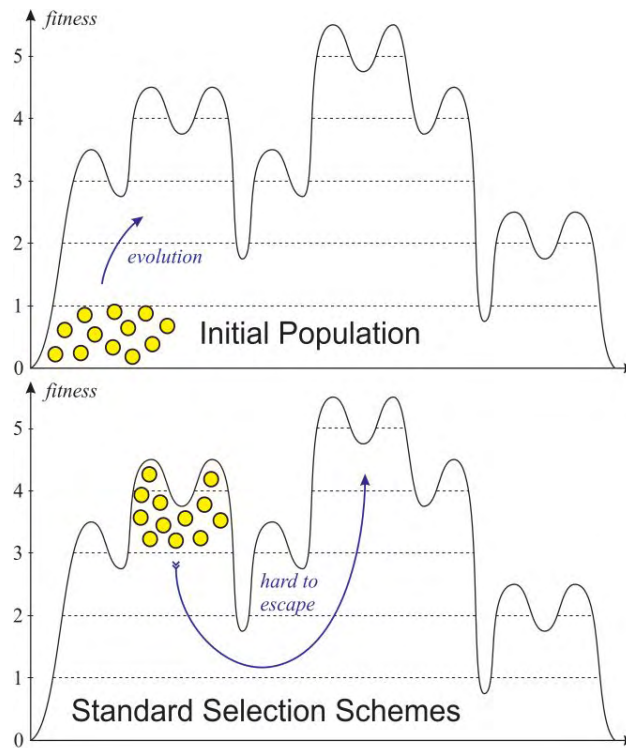 fitness
5
4
3
2
evolution
1
Initial Population
0
fitness
5
4
3
hard to
escape
2
1
Standard Selection Schemes
0